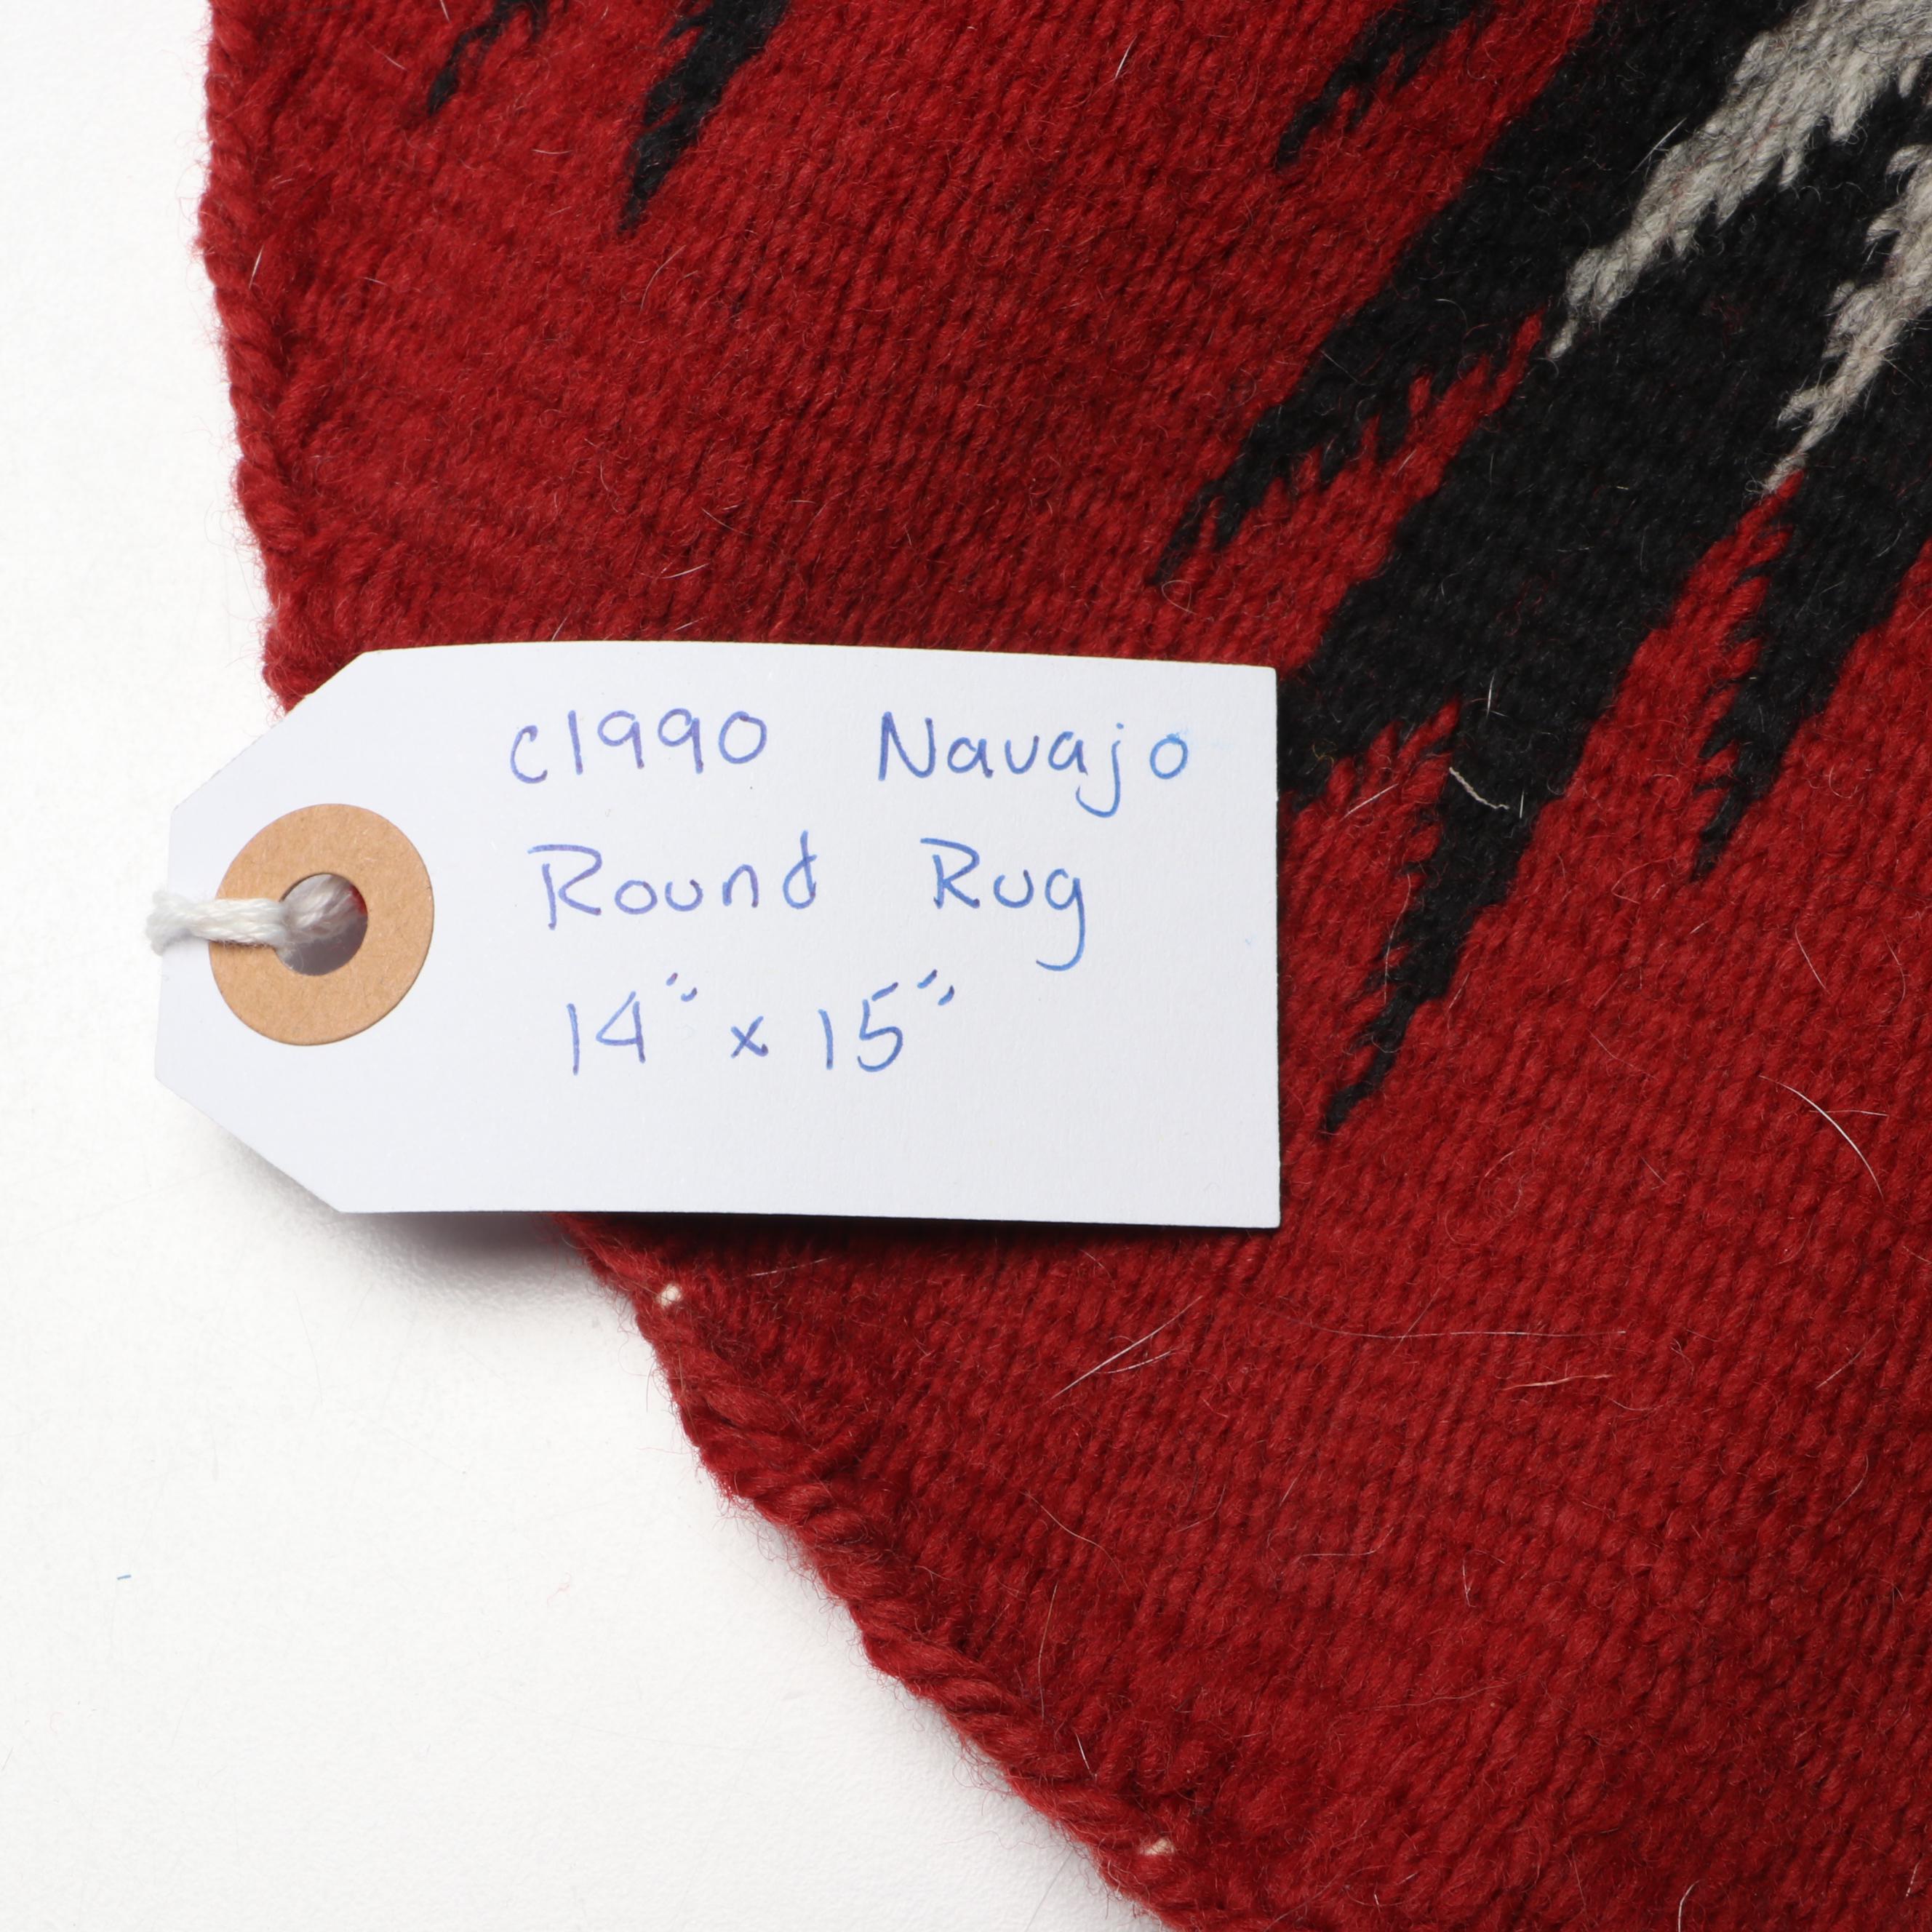 c1990 Navajo
Round Rug
14" x 15"